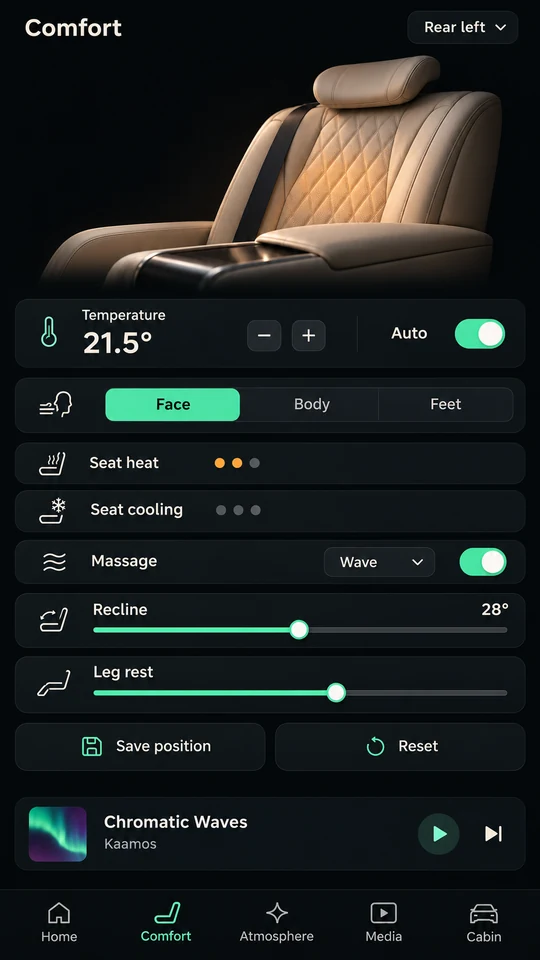 Comfort
Rear left
Temperature
21.5°
Auto
Face
Body
Feet
Seat heat
Seat cooling
Massage
Wave
Recline
28°
Leg rest
Save position
Reset
Chromatic Waves
Kaamos
Home
Comfort
Atmosphere
Media
Cabin